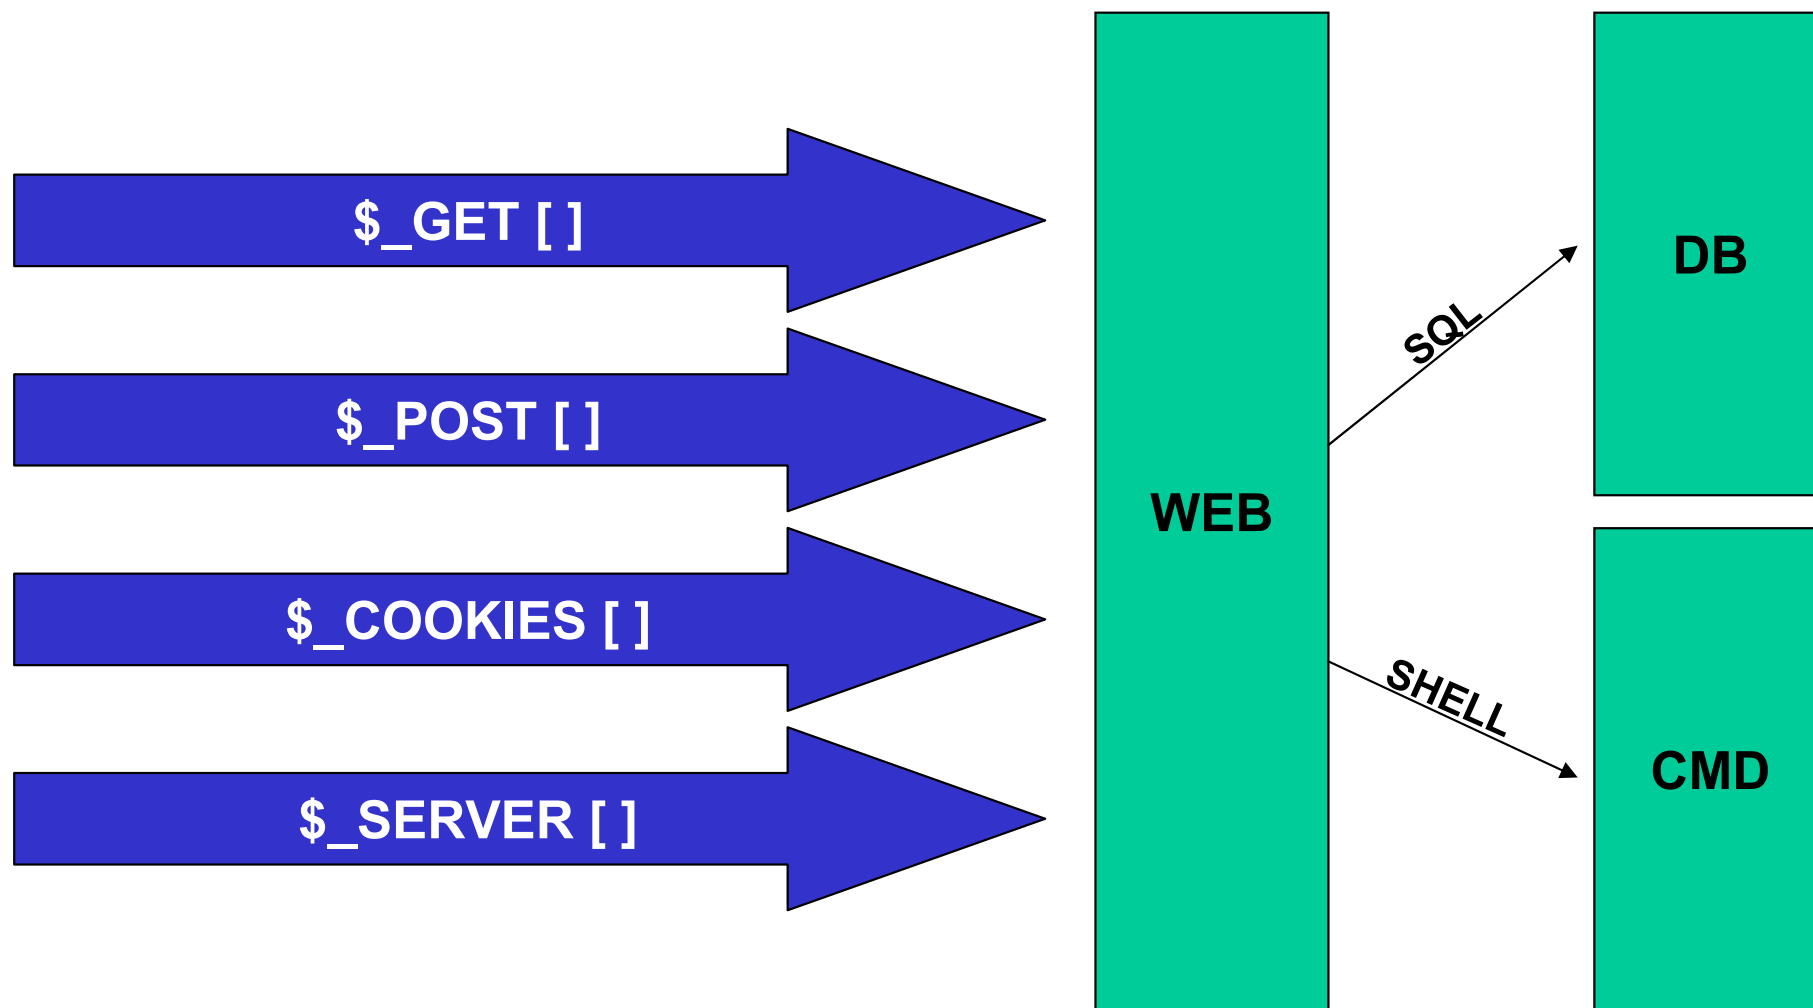 $_GET [ ]
$_POST [ ]
$_COOKIES [ ]
$_SERVER [ ]
WEB
SQL
SHELL
DB
CMD